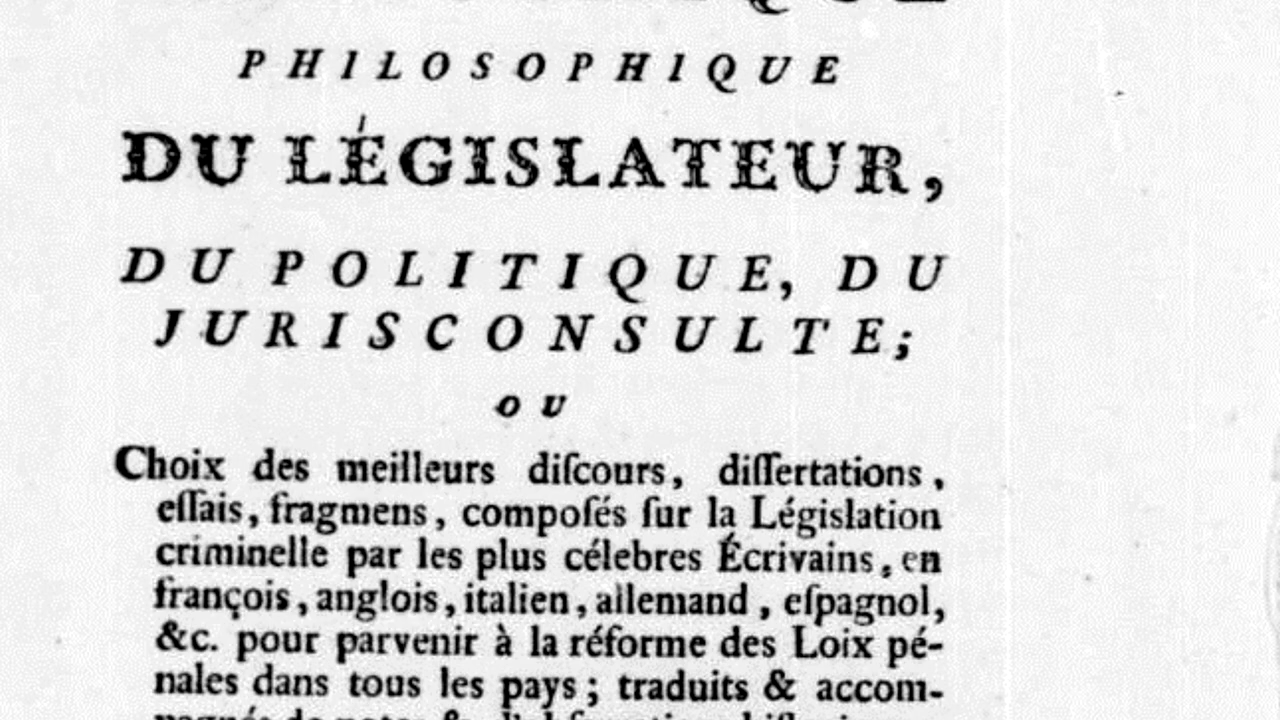 PHILOSOPHIQUE
DU LÉGISLATEUR,
DU POLITIQUE, DU
JURISCONSULTE;
OU
Choix des meilleurs diſcours, diſſertations,
eſſais, fragmens, compoſés ſur la Législation
criminelle par les plus célebres Écrivains, en
françois, anglois, italien, allemand, eſpagnol,
&c. pour parvenir à la réforme des Loix pé-
nales dans tous les pays; traduits & accom-